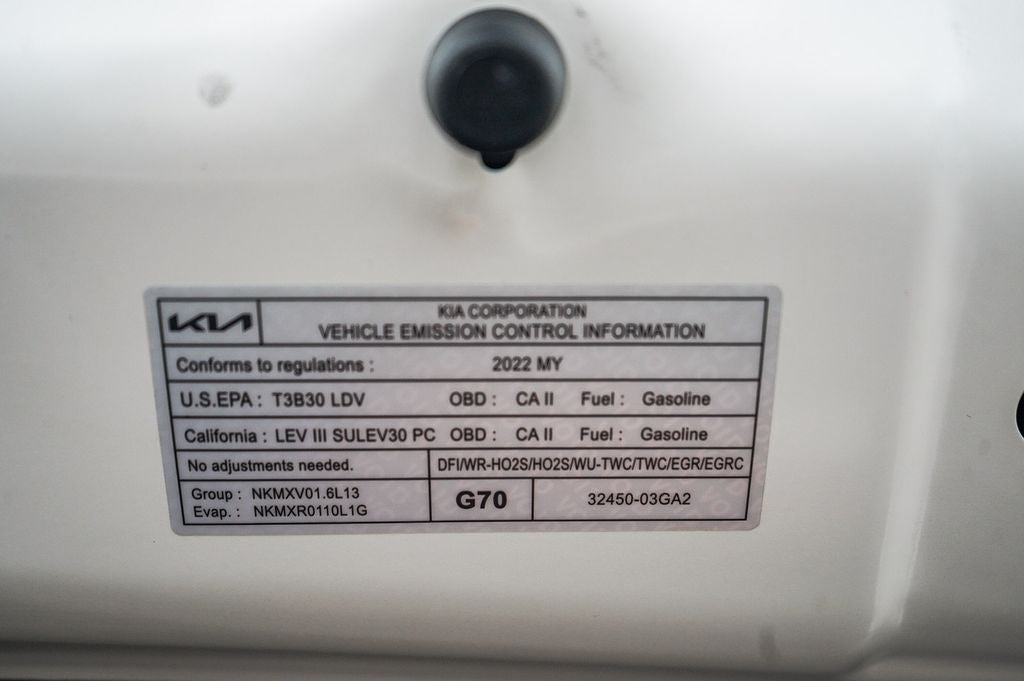 KIA
KIA CORPORATION
VEHICLE EMISSION CONTROL INFORMATION
Conforms to regulations : 2022 MY
U.S.EPA : T3B30 LDV OBD : CA II Fuel : Gasoline
California : LEV III SULEV30 PC OBD : CA II Fuel : Gasoline
No adjustments needed. DFI/WR-HO2S/HO2S/WU-TWC/TWC/EGR/EGRC
Group : NKMXV01.6L13
Evap. : NKMXR0110L1G
G70
32450-03GA2